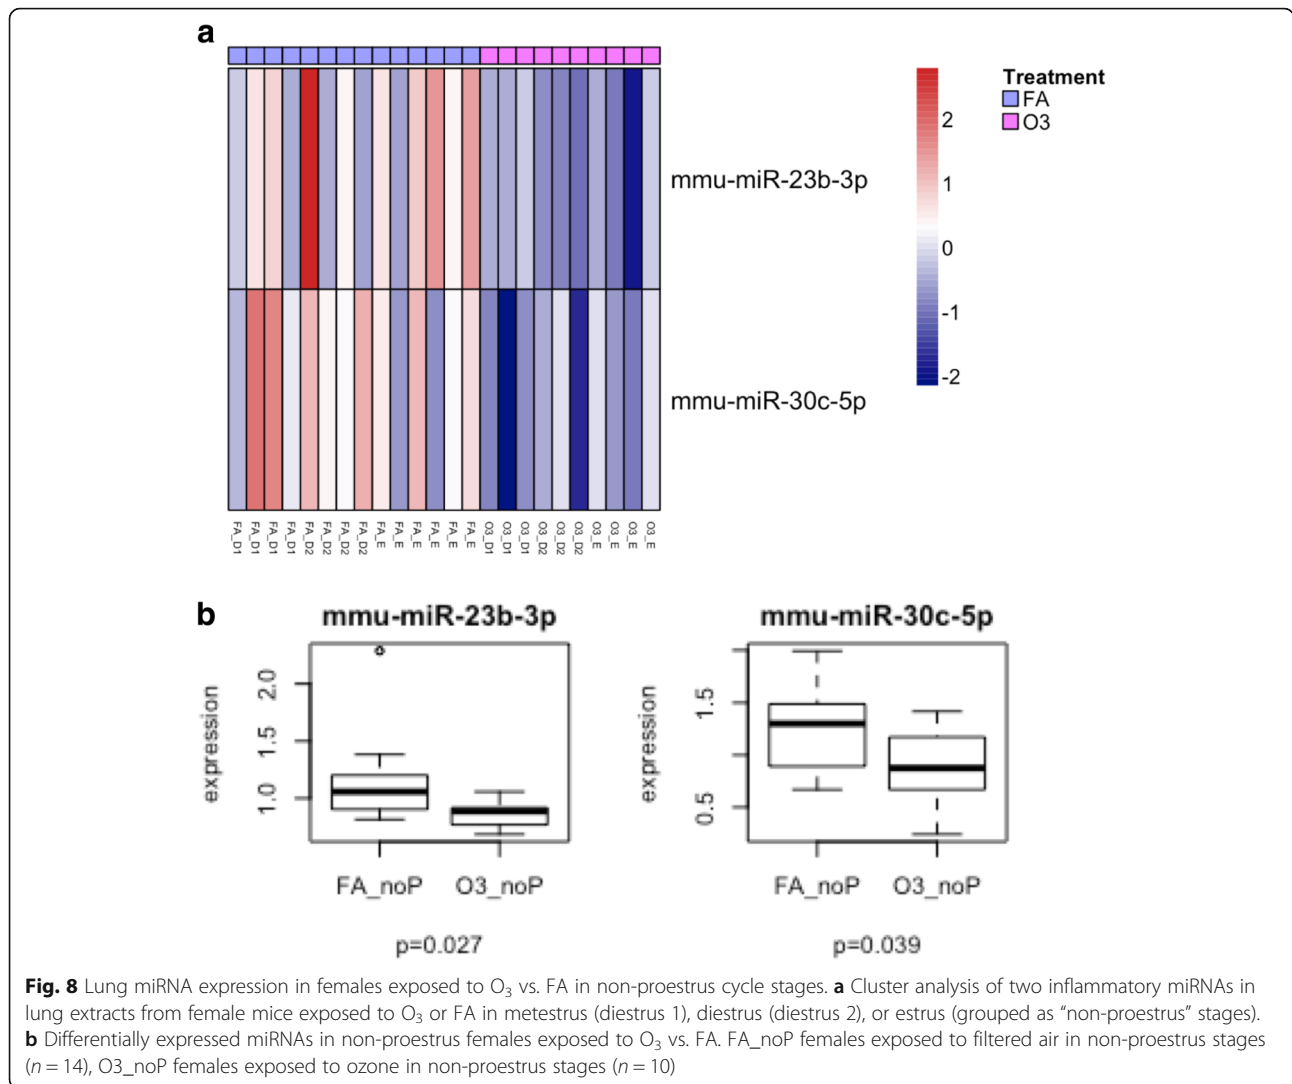 a
Treatment
FA
O3
2
1
0
-1
-2
mmu-miR-23b-3p
mmu-miR-30c-5p
FA_D1
FA_D1
FA_D1
FA_D1
FA_D2
FA_D2
FA_D2
FA_D2
FA_E
FA_E
FA_E
FA_E
FA_E
FA_E
O3_D1
O3_D1
O3_D1
O3_D2
O3_D2
O3_D2
O3_E
O3_E
O3_E
O3_E
b
mmu-miR-23b-3p
expression
2.0
1.5
1.0
FA_noP O3_noP
p=0.027
mmu-miR-30c-5p
expression
1.5
0.5
FA_noP O3_noP
p=0.039
Fig. 8 Lung miRNA expression in females exposed to O₃ vs. FA in non-proestrus cycle stages. a Cluster analysis of two inflammatory miRNAs in
lung extracts from female mice exposed to O₃ or FA in metestrus (diestrus 1), diestrus (diestrus 2), or estrus (grouped as “non-proestrus” stages).
b Differentially expressed miRNAs in non-proestrus females exposed to O₃ vs. FA. FA_noP females exposed to filtered air in non-proestrus stages
(n = 14), O3_noP females exposed to ozone in non-proestrus stages (n = 10)